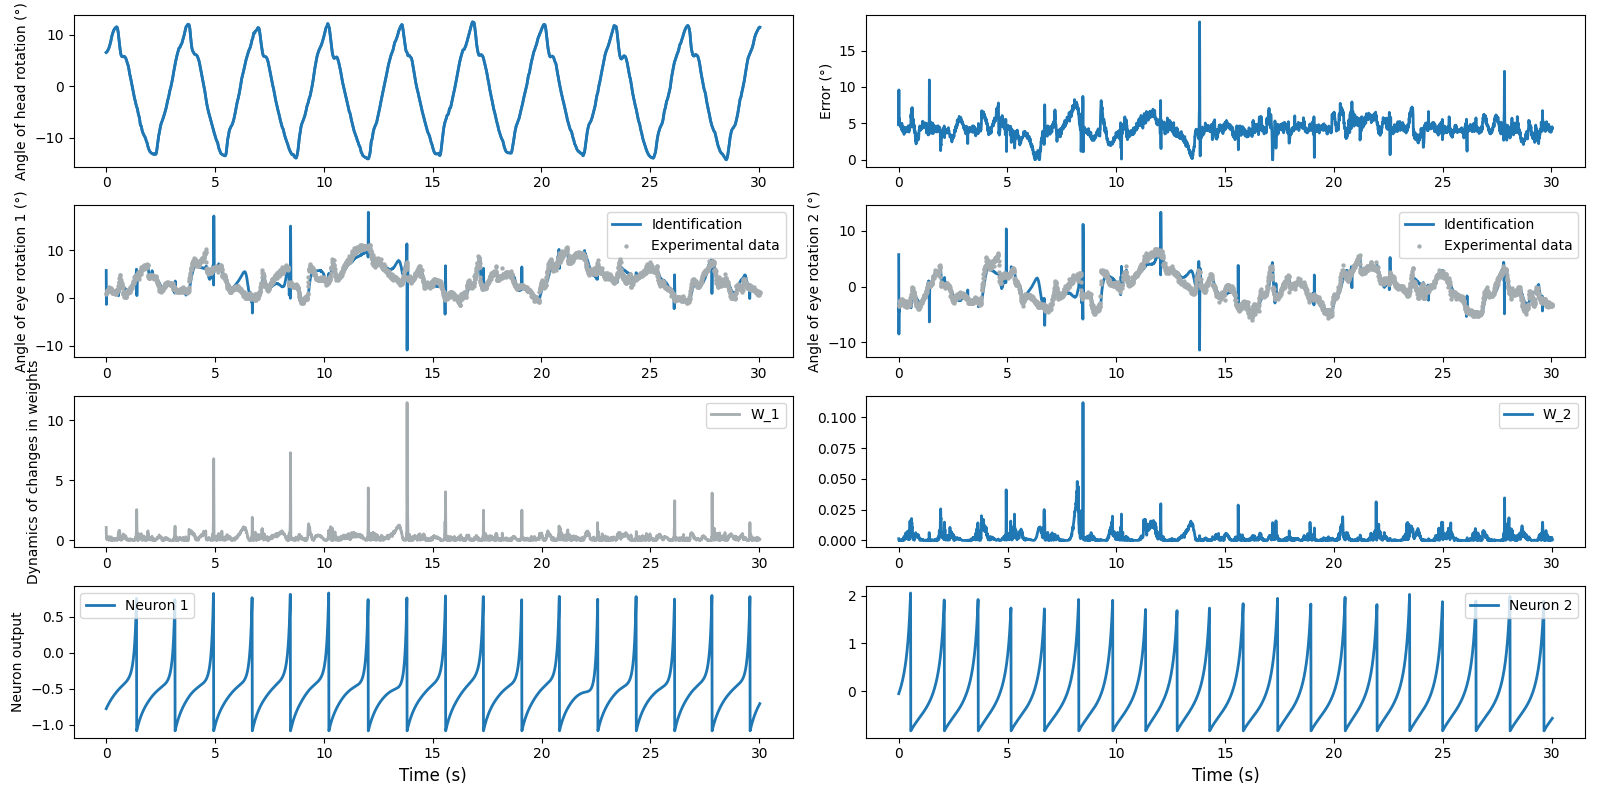 Angle of head rotation (°)
10
0
−10
0 5 10 15 20 25 30
Error (°)
15
10
5
0
0 5 10 15 20 25 30
Angle of eye rotation 1 (°)
10
0
−10
Identification
Experimental data
0 5 10 15 20 25 30
Angle of eye rotation 2 (°)
10
0
−10
Identification
Experimental data
0 5 10 15 20 25 30
Dynamics of changes in weights
10
5
0
W_1
0 5 10 15 20 25 30
0.100
0.075
0.050
0.025
0.000
W_2
0 5 10 15 20 25 30
Neuron output
0.5
0.0
−0.5
−1.0
Neuron 1
0 5 10 15 20 25 30
Time (s)
2
1
0
Neuron 2
0 5 10 15 20 25 30
Time (s)